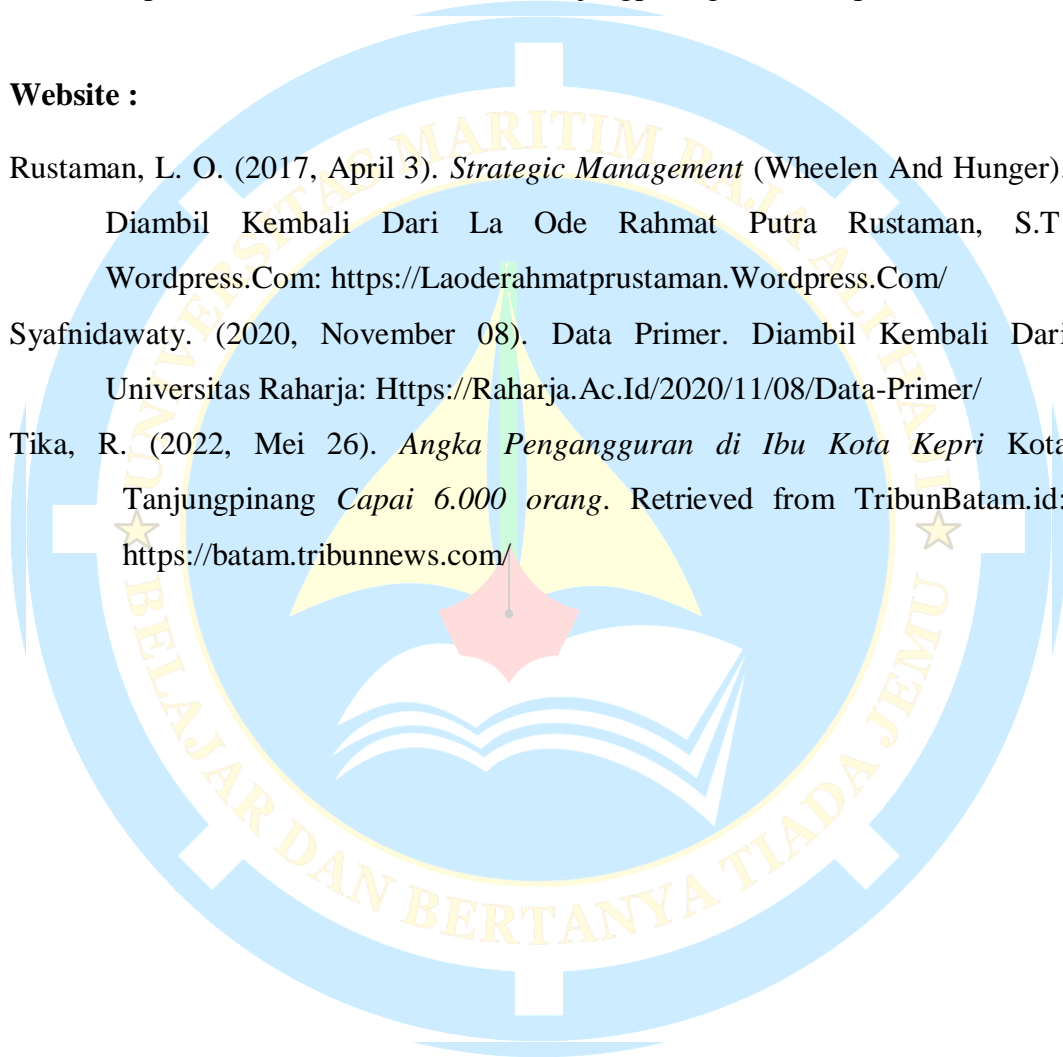 Website :
Rustaman, L. O. (2017, April 3). Strategic Management (Wheelen And Hunger).
Diambil Kembali Dari La Ode Rahmat Putra Rustaman, S.T
Wordpress.Com: https://Laoderahmatprustaman.Wordpress.Com/
Syafnidawaty. (2020, November 08). Data Primer. Diambil Kembali Dari
Universitas Raharja: Https://Raharja.Ac.Id/2020/11/08/Data-Primer/
Tika, R. (2022, Mei 26). Angka Pengangguran di Ibu Kota Kepri Kota
Tanjungpinang Capai 6.000 orang. Retrieved from TribunBatam.id:
https://batam.tribunnews.com/
UNIVERSITAS MARITIM RAJA ALI HAJI
BELAJAR DAN BERTANYA TIADA JEMU